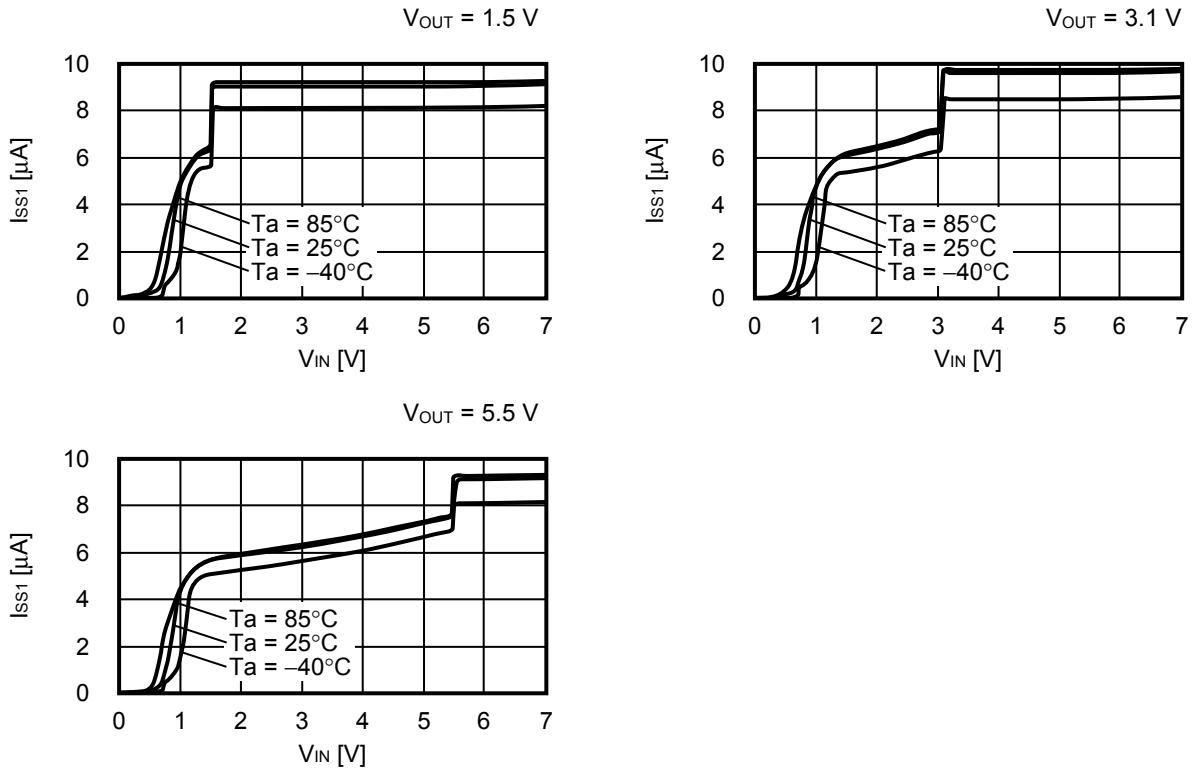 VOUT = 1.5 V
10
8
6
4
2
0
ISS1 [μA]
Ta = 85°C
Ta = 25°C
Ta = −40°C
0 1 2 3 4 5 6 7
VIN [V]
VOUT = 3.1 V
10
8
6
4
2
0
ISS1 [μA]
Ta = 85°C
Ta = 25°C
Ta = −40°C
0 1 2 3 4 5 6 7
VIN [V]
VOUT = 5.5 V
10
8
6
4
2
0
ISS1 [μA]
Ta = 85°C
Ta = 25°C
Ta = −40°C
0 1 2 3 4 5 6 7
VIN [V]